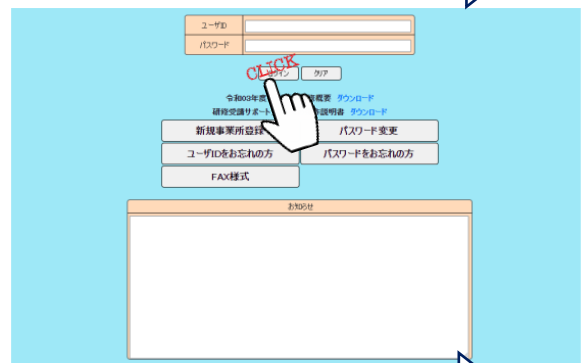 ユーザID
パスワード
CLICK
イン クリア
令和03年度 概要 ダウンロード
研修受講サポート 説明書 ダウンロード
新規事業所登録 パスワード変更
ユーザIDをお忘れの方 パスワードをお忘れの方
FAX様式
お知らせ